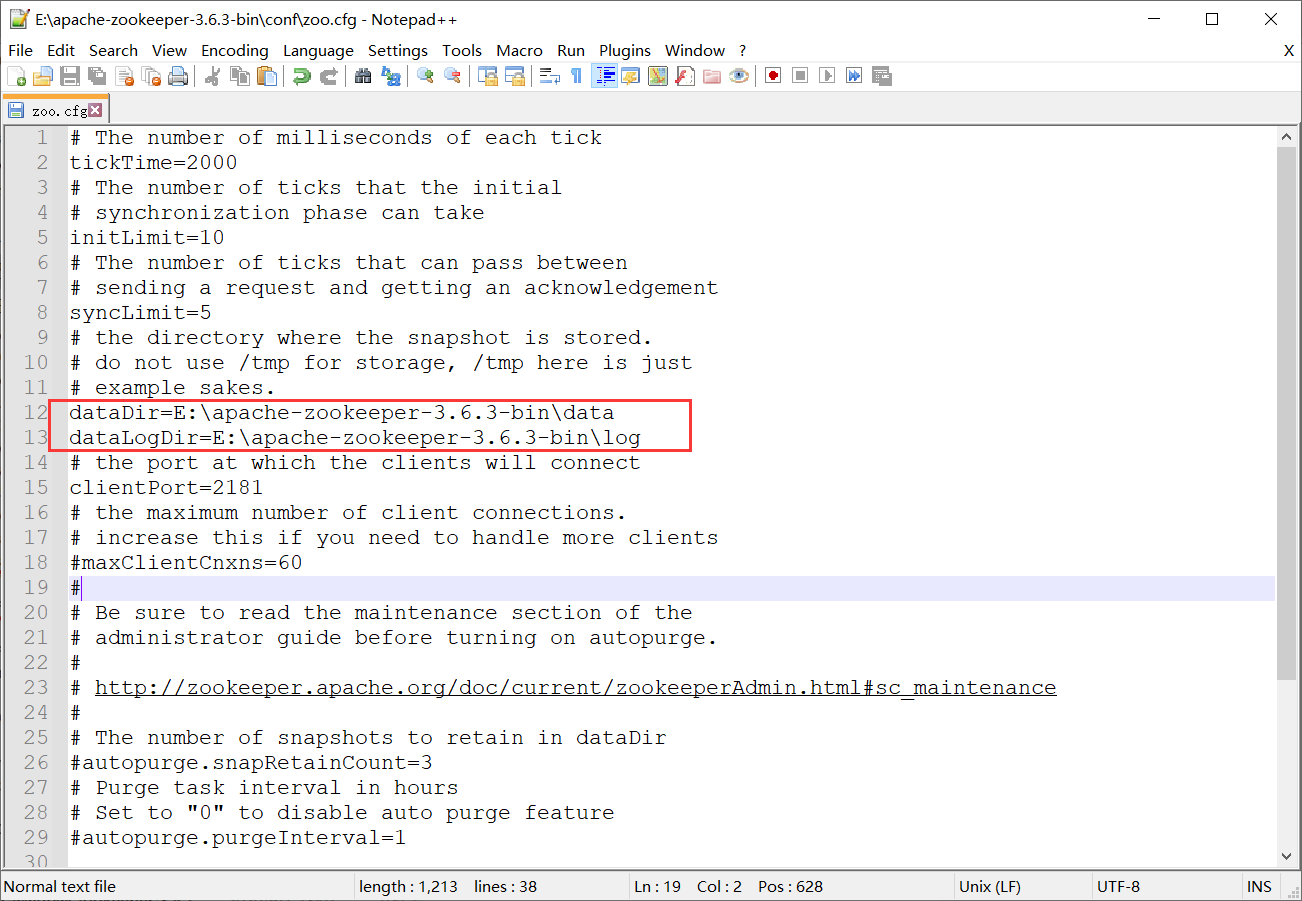 E:\apache-zookeeper-3.6.3-bin\conf\zoo.cfg - Notepad++
File Edit Search View Encoding Language Settings Tools Macro Run Plugins Window ? X
zoo.cfg
1 # The number of milliseconds of each tick
2 tickTime=2000
3 # The number of ticks that the initial
4 # synchronization phase can take
5 initLimit=10
6 # The number of ticks that can pass between
7 # sending a request and getting an acknowledgement
8 syncLimit=5
9 # the directory where the snapshot is stored.
10 # do not use /tmp for storage, /tmp here is just
11 # example sakes.
12 dataDir=E:\apache-zookeeper-3.6.3-bin\data
13 dataLogDir=E:\apache-zookeeper-3.6.3-bin\log
14 # the port at which the clients will connect
15 clientPort=2181
16 # the maximum number of client connections.
17 # increase this if you need to handle more clients
18 #maxClientCnxns=60
19 #
20 # Be sure to read the maintenance section of the
21 # administrator guide before turning on autopurge.
22 #
23 # http://zookeeper.apache.org/doc/current/zookeeperAdmin.html#sc_maintenance
24 #
25 # The number of snapshots to retain in dataDir
26 #autopurge.snapRetainCount=3
27 # Purge task interval in hours
28 # Set to "0" to disable auto purge feature
29 #autopurge.purgeInterval=1
30
Normal text file length : 1,213 lines : 38 Ln : 19 Col : 2 Pos : 628 Unix (LF) UTF-8 INS